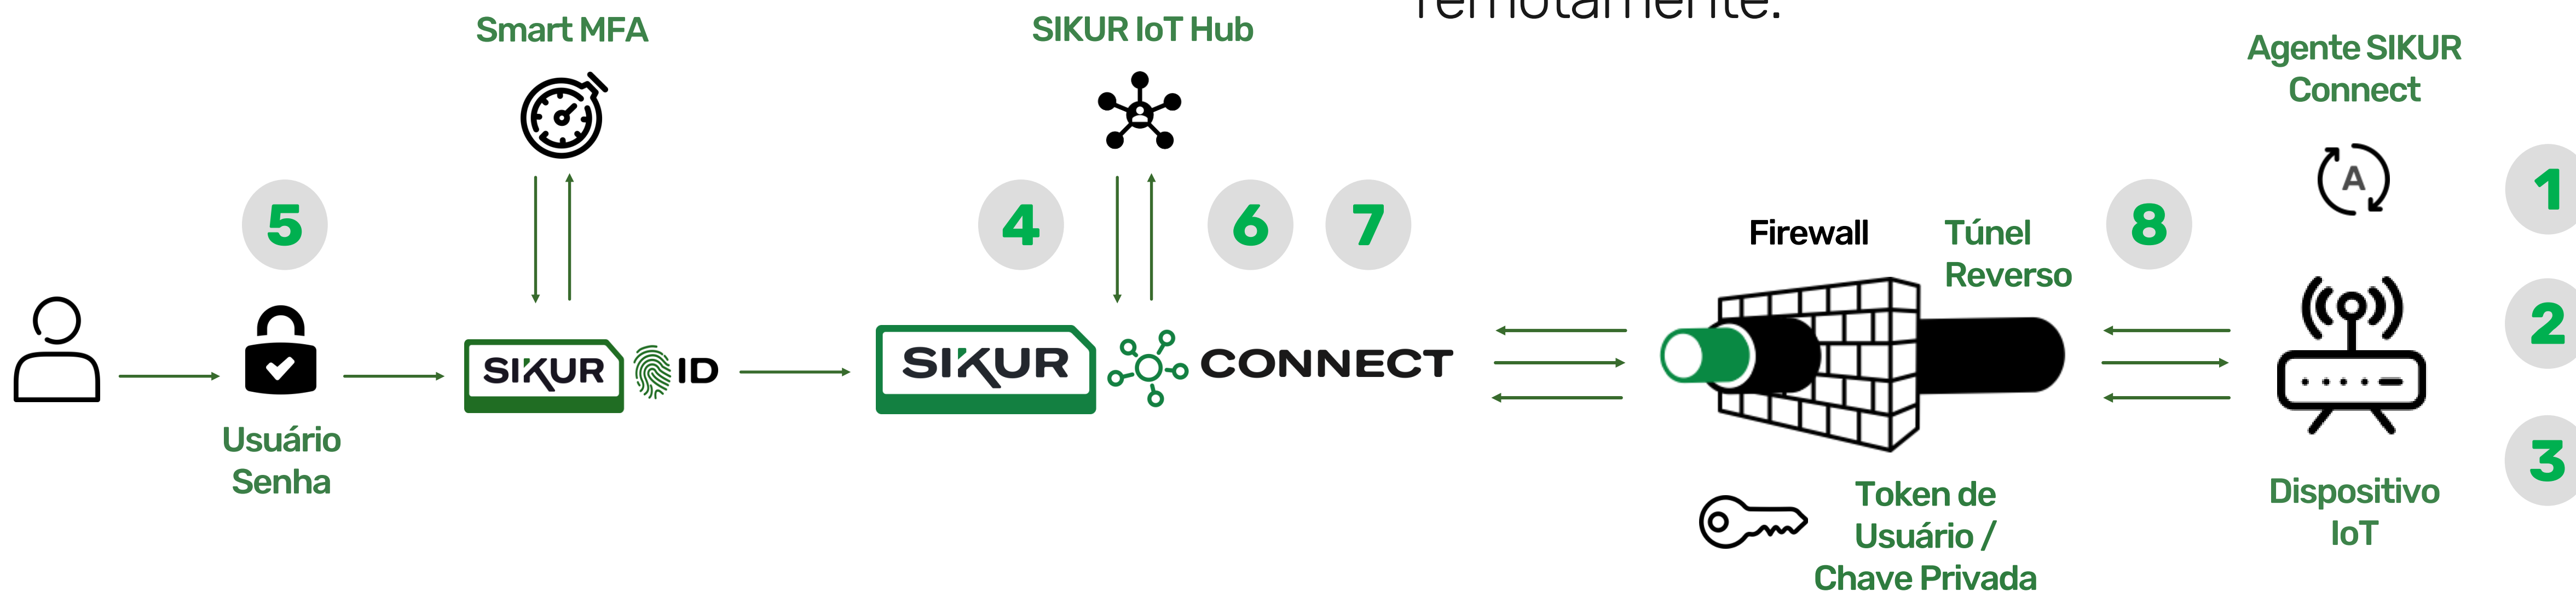 remotamente.
Smart MFA
SIKUR IoT Hub
Agente SIKUR
Connect
A
1
5
4
6
7
8
Firewall
Túnel
Reverso
2
SIKUR ID
SIKUR CONNECT
Usuário
Senha
3
Token de
Usuário /
Chave Privada
Dispositivo
IoT